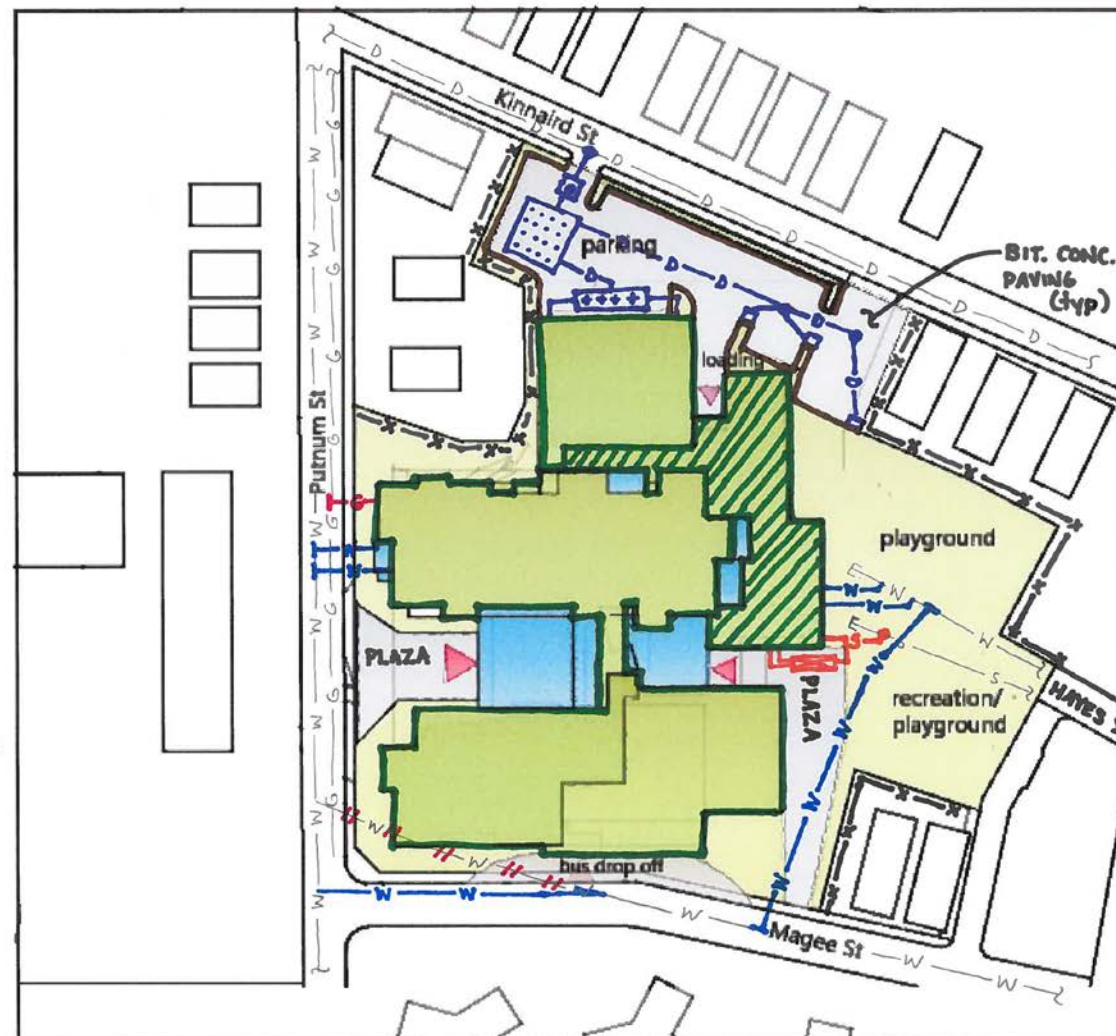 Kinnaird St
parking
BIT. CONC.
PAVING
(typ)
loading
Putnum St
playground
PLAZA
PLAZA
recreation/
playground
HAYES
bus drop off
Magee St